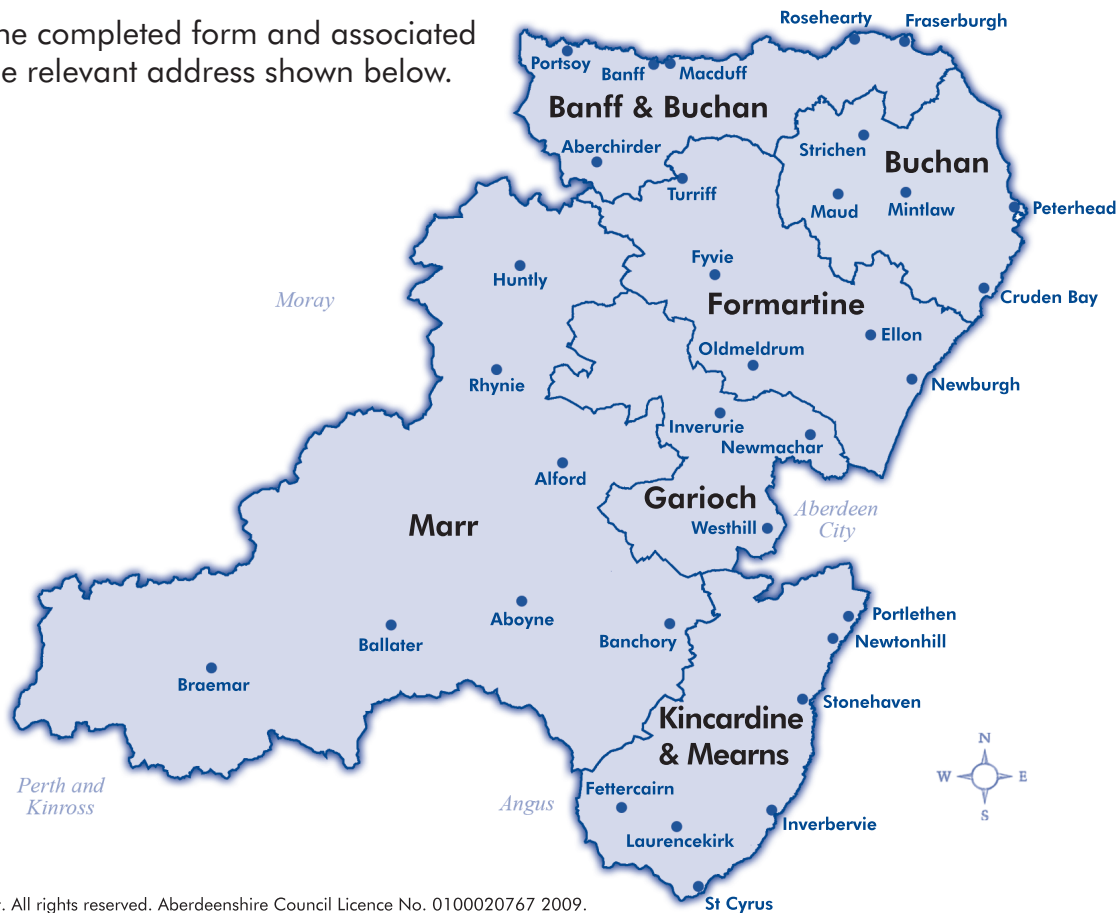 ne completed form and associated
e relevant address shown below.
Rosehearty
Fraserburgh
Portsoy
Banff
Macduff
Banff & Buchan
Aberchirder
Strichen
Buchan
Turriff
Maud
Mintlaw
Peterhead
Huntly
Fyvie
Moray
Cruden Bay
Formartine
Ellon
Oldmeldrum
Rhynie
Newburgh
Inverurie
Newmachar
Alford
Garioch
Aberdeen
City
Marr
Westhill
Portlethen
Aboyne
Newtonhill
Ballater
Banchory
Braemar
Stonehaven
Kincardine
& Mearns
N
W
E
S
Perth and
Kinross
Fettercairn
Angus
Inverbervie
Laurencekirk
St Cyrus
. All rights reserved. Aberdeenshire Council Licence No. 0100020767 2009.